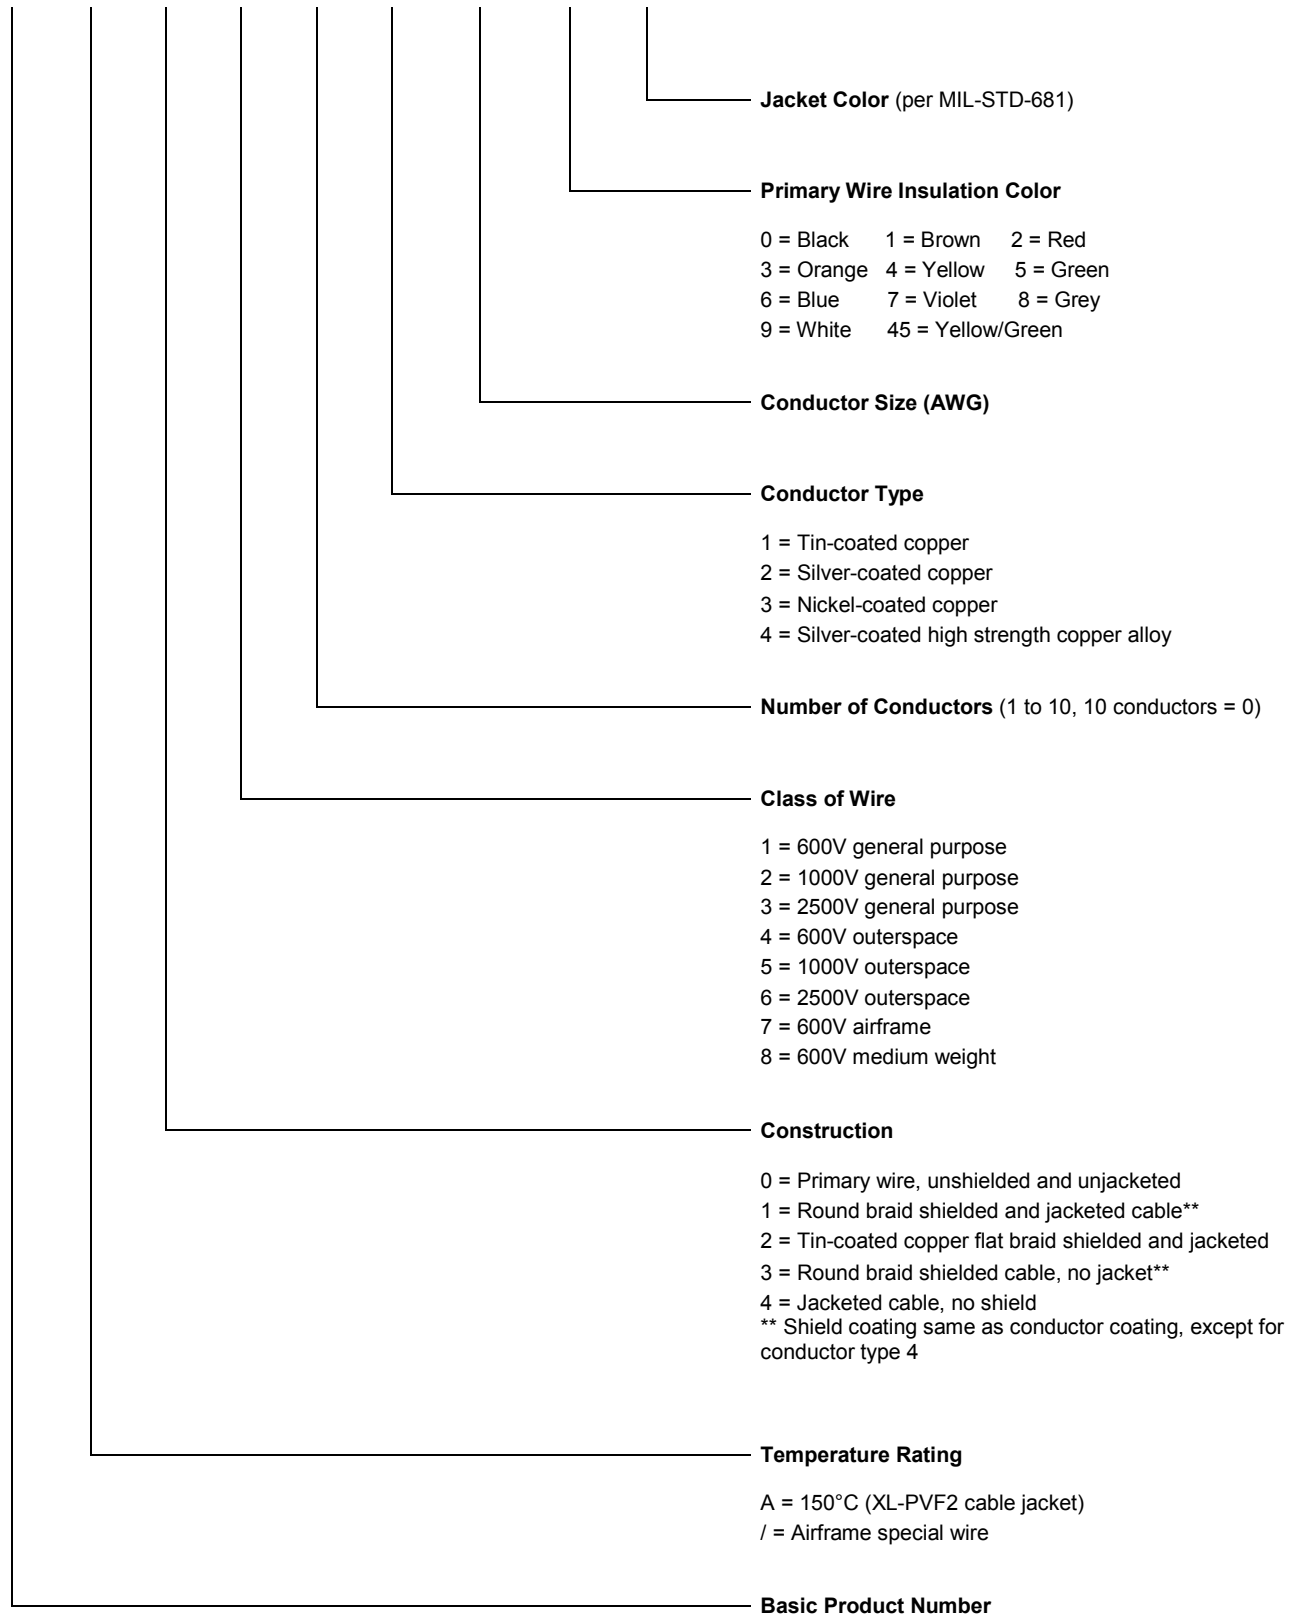 Jacket Color (per MIL-STD-681)
Primary Wire Insulation Color
0 = Black 1 = Brown 2 = Red
3 = Orange 4 = Yellow 5 = Green
6 = Blue 7 = Violet 8 = Grey
9 = White 45 = Yellow/Green
Conductor Size (AWG)
Conductor Type
1 = Tin-coated copper
2 = Silver-coated copper
3 = Nickel-coated copper
4 = Silver-coated high strength copper alloy
Number of Conductors (1 to 10, 10 conductors = 0)
Class of Wire
1 = 600V general purpose
2 = 1000V general purpose
3 = 2500V general purpose
4 = 600V outerspace
5 = 1000V outerspace
6 = 2500V outerspace
7 = 600V airframe
8 = 600V medium weight
Construction
0 = Primary wire, unshielded and unjacketed
1 = Round braid shielded and jacketed cable**
2 = Tin-coated copper flat braid shielded and jacketed
3 = Round braid shielded cable, no jacket**
4 = Jacketed cable, no shield
** Shield coating same as conductor coating, except for
conductor type 4
Temperature Rating
A = 150°C (XL-PVF2 cable jacket)
/ = Airframe special wire
Basic Product Number